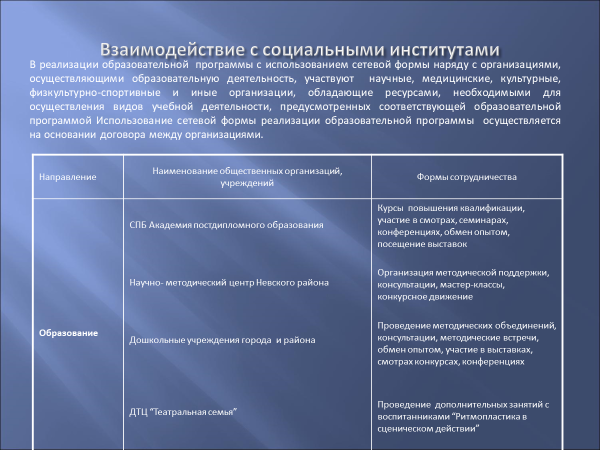 Взаимодействие с социальными институтами
В реализации образовательной программы с использованием сетевой формы наряду с организациями,
осуществляющими образовательную деятельность, участвуют научные, медицинские, культурные,
физкультурно-спортивные и иные организации, обладающие ресурсами, необходимыми для
осуществления видов учебной деятельности, предусмотренных соответствующей образовательной
программой Использование сетевой формы реализации образовательной программы осуществляется
на основании договора между организациями.
Направление
Наименование общественных организаций,
учреждений
Формы сотрудничества
Образование
СПБ Академия постдипломного образования
Курсы повышения квалификации,
участие в смотрах, семинарах,
конференциях, обмен опытом,
посещение выставок
Научно- методический центр Невского района
Организация методической поддержки,
консультации, мастер-классы,
конкурсное движение
Дошкольные учреждения города и района
Проведение методических объединений,
консультации, методические встречи,
обмен опытом, участие в выставках,
смотрах конкурсах, конференциях
ДТЦ “Театральная семья”
Проведение дополнительных занятий с
воспитанниками “Ритмопластика в
сценическом действии”